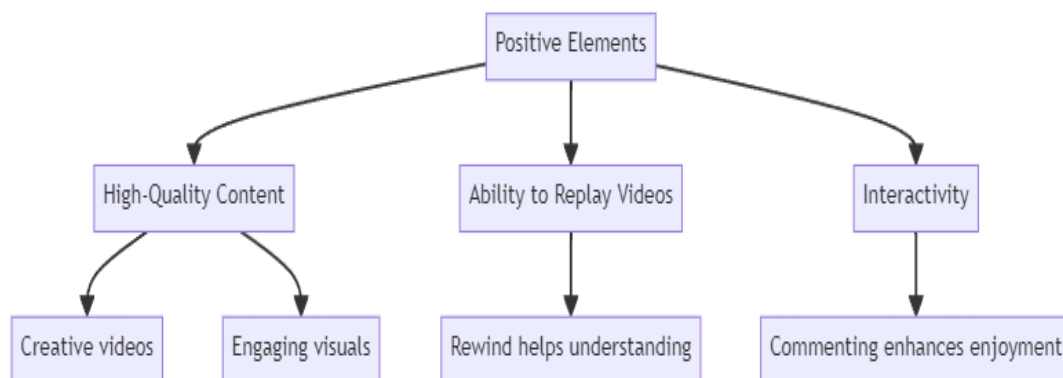 Positive Elements
High-Quality Content
Ability to Replay Videos
Interactivity
Creative videos
Engaging visuals
Rewind helps understanding
Commenting enhances enjoyment